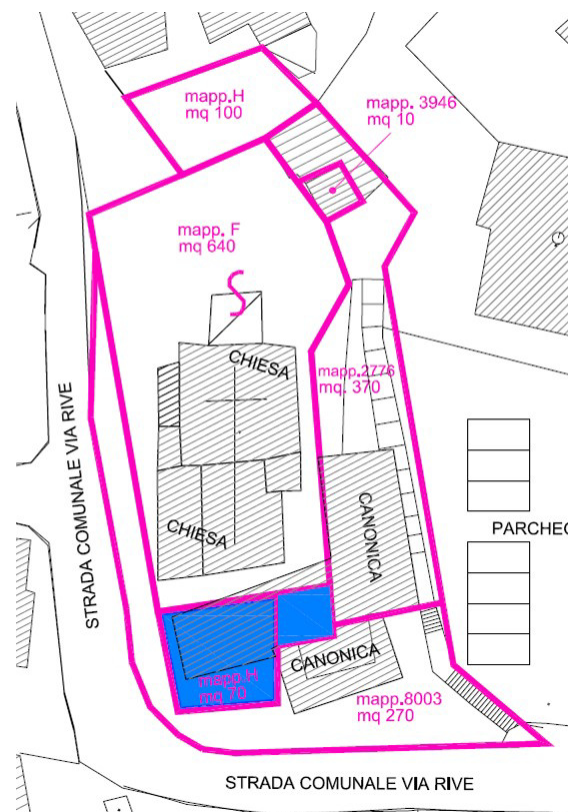 mapp.H
mq 100
mapp. 3946
mq 10
mapp. F
mq 640
CHIESA
mapp.2776
mq. 370
STRADA COMUNALE VIA RIVE
CHIESA
CANONICA
PARCHEG
CANONICA
mapp.H
mq 70
mapp.8003
mq 270
STRADA COMUNALE VIA RIVE